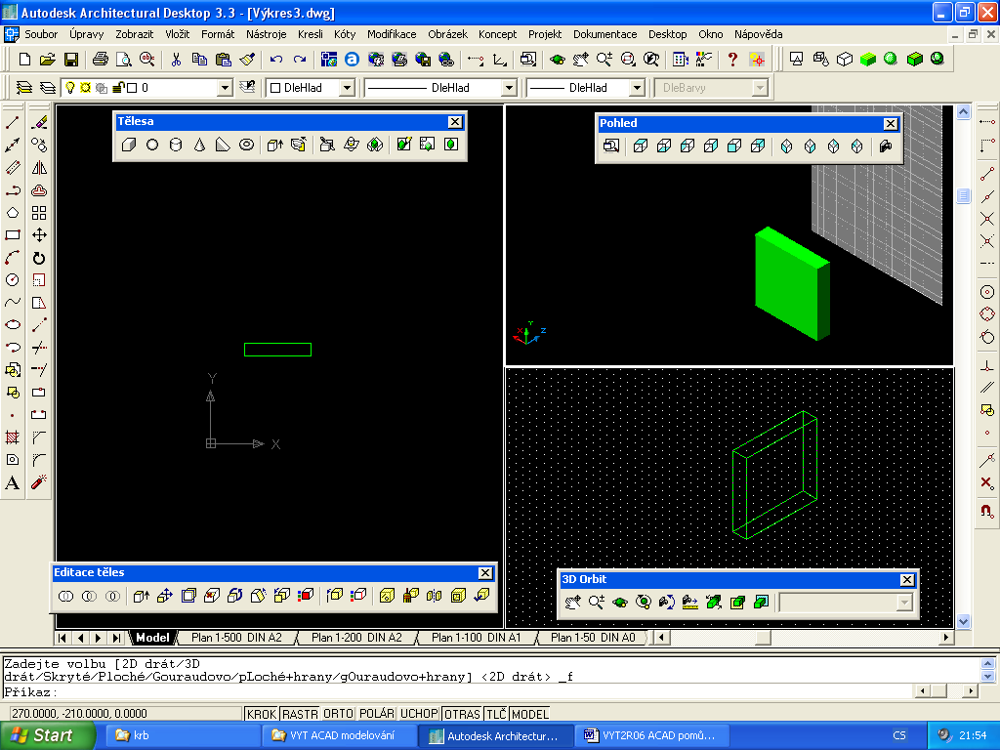 Autodesk Architectural Desktop 3.3 - [Výkres3.dwg]
Soubor Úpravy Zobrazit Vložit Formát Nástroje Kresli Kóty Modifikace Obrázek Koncept Projekt Dokumentace Desktop Okno Nápověda
0 DleHlad DleHlad DleHlad DleBarvy
Tělesa
Pohled
Y
X
Z
Y
X
Editace těles
3D Orbit
Model Plan 1-500 DIN A2 Plan 1-200 DIN A2 Plan 1-100 DIN A1 Plan 1-50 DIN A0
Zadejte volbu [2D drát/3D
drát/Skryté/Ploché/Gouraudovo/pLoché+hrany/gOuraudovo+hrany] <2D drát> _f
Příkaz:
270.0000, -210.0000, 0.0000 KROK RASTR ORTO POLÁR UCHOP OTRAS TLČ MODEL
Start krb VYT ACAD modelování Autodesk Architectur... VYT2R06 ACAD pomů... CS 21:54